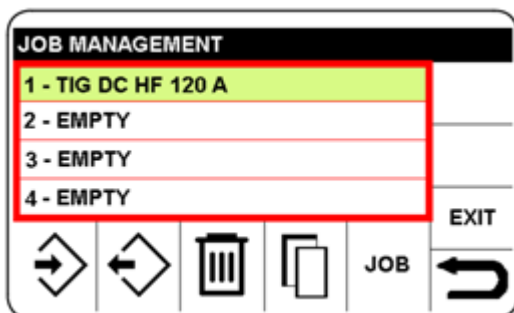 JOB MANAGEMENT
1 - TIG DC HF 120 A
2 - EMPTY
3 - EMPTY
4 - EMPTY
EXIT
JOB